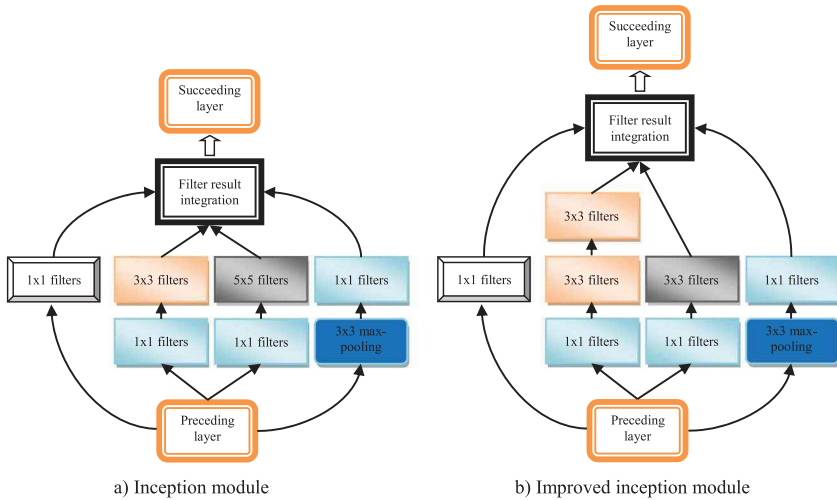 Succeeding
layer
Filter result
integration
1x1 filters
3x3 filters
5x5 filters
1x1 filters
1x1 filters
1x1 filters
3x3 max-
pooling
Preceding
layer
a) Inception module
Succeeding
layer
Filter result
integration
3x3 filters
1x1 filters
3x3 filters
3x3 filters
1x1 filters
1x1 filters
1x1 filters
3x3 max-
pooling
Preceding
layer
b) Improved inception module